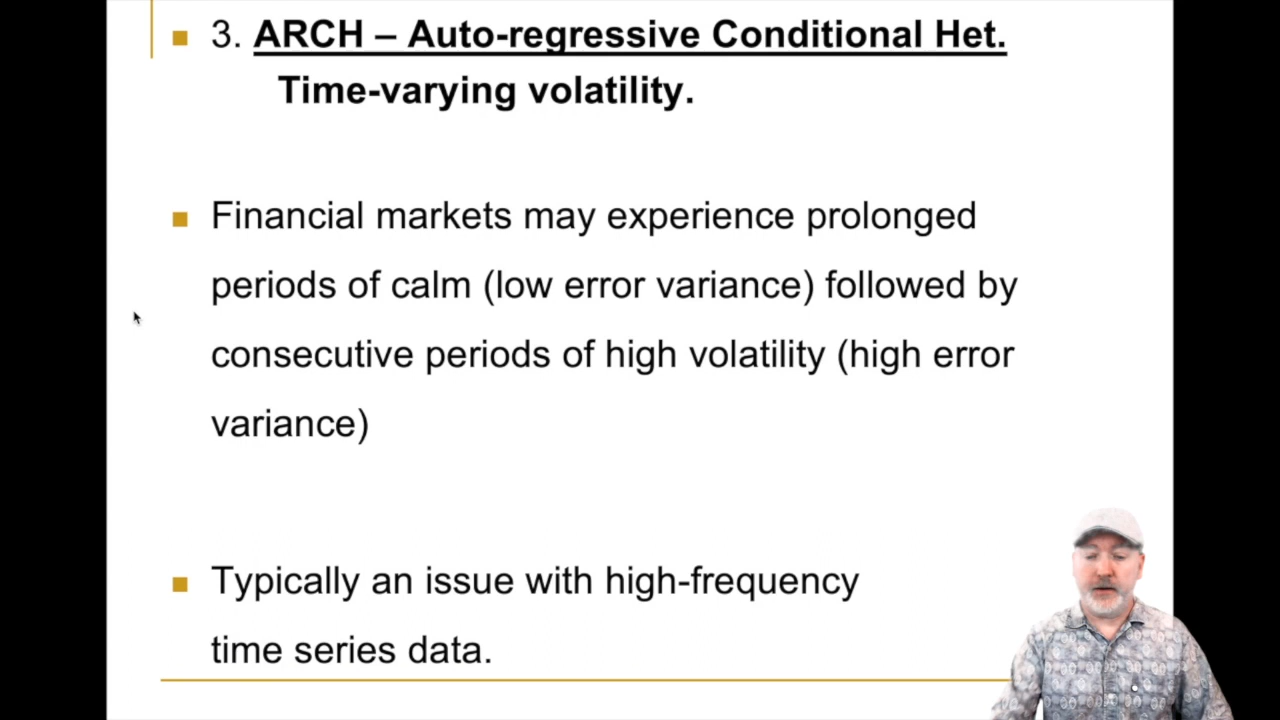 3. ARCH – Auto-regressive Conditional Het.
Time-varying volatility.
Financial markets may experience prolonged
periods of calm (low error variance) followed by
consecutive periods of high volatility (high error
variance)
Typically an issue with high-frequency
time series data.